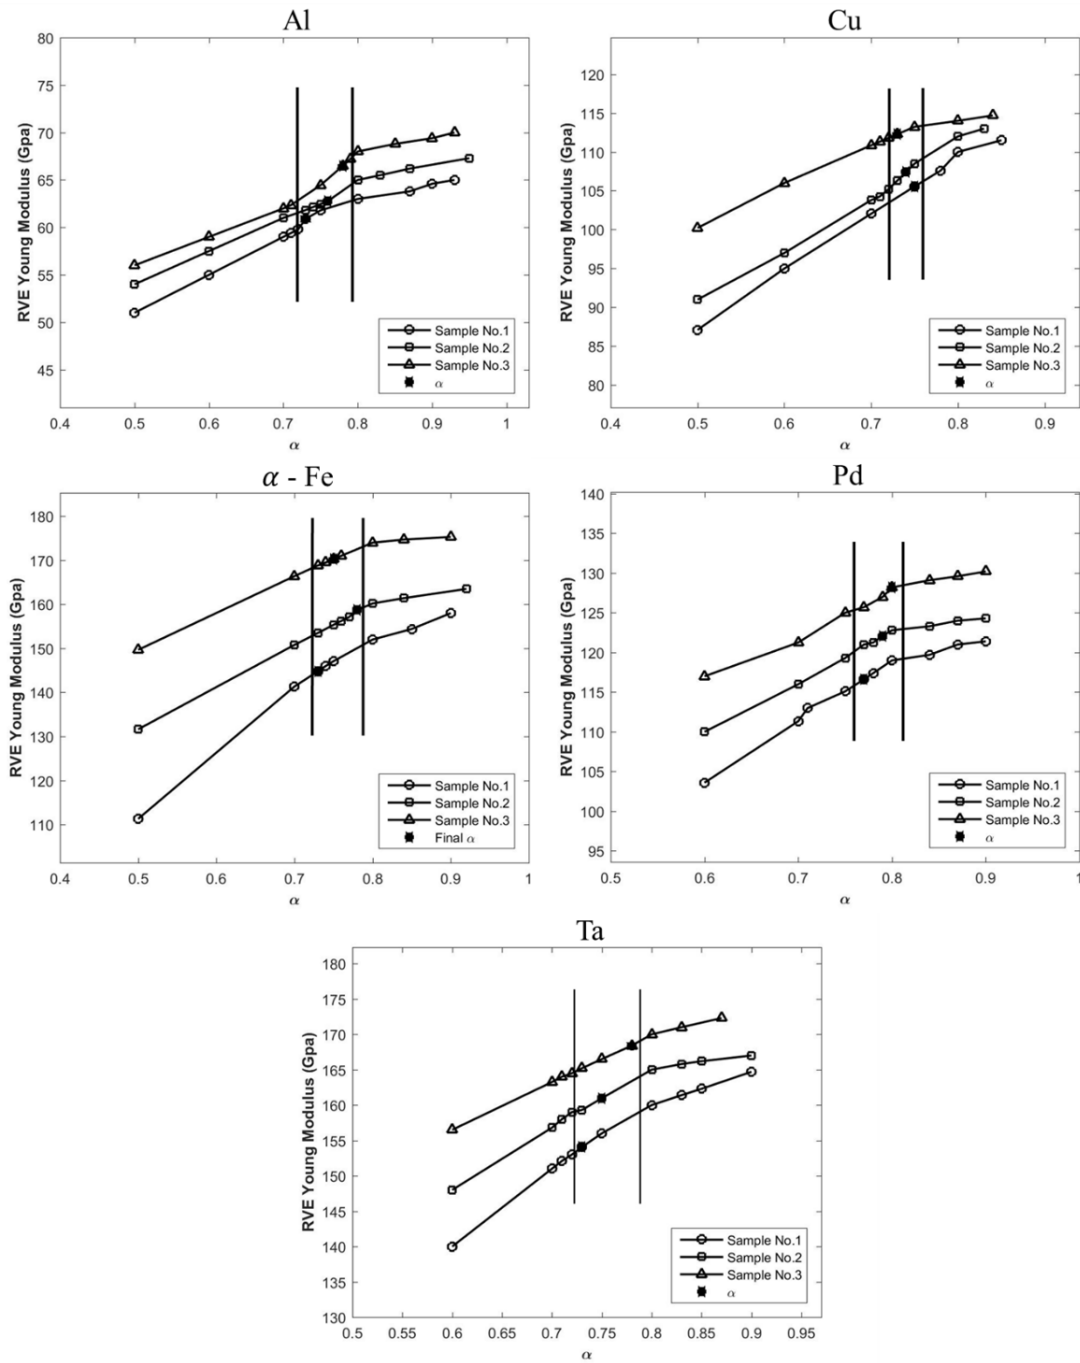 Al
80
75
70
65
60
55
50
45
RVE Young Modulus (Gpa)
Sample No.1
Sample No.2
Sample No.3
α
0.4 0.5 0.6 0.7 0.8 0.9 1
α
Cu
120
115
110
105
100
95
90
85
80
RVE Young Modulus (Gpa)
Sample No.1
Sample No.2
Sample No.3
α
0.4 0.5 0.6 0.7 0.8 0.9
α
α - Fe
180
170
160
150
140
130
120
110
RVE Young Modulus (Gpa)
Sample No.1
Sample No.2
Sample No.3
Final α
0.4 0.5 0.6 0.7 0.8 0.9 1
α
Pd
140
135
130
125
120
115
110
105
100
95
RVE Young Modulus (Gpa)
Sample No.1
Sample No.2
Sample No.3
α
0.5 0.6 0.7 0.8 0.9 1
α
Ta
180
175
170
165
160
155
150
145
140
135
130
RVE Young Modulus (Gpa)
Sample No.1
Sample No.2
Sample No.3
α
0.5 0.55 0.6 0.65 0.7 0.75 0.8 0.85 0.9 0.95
α